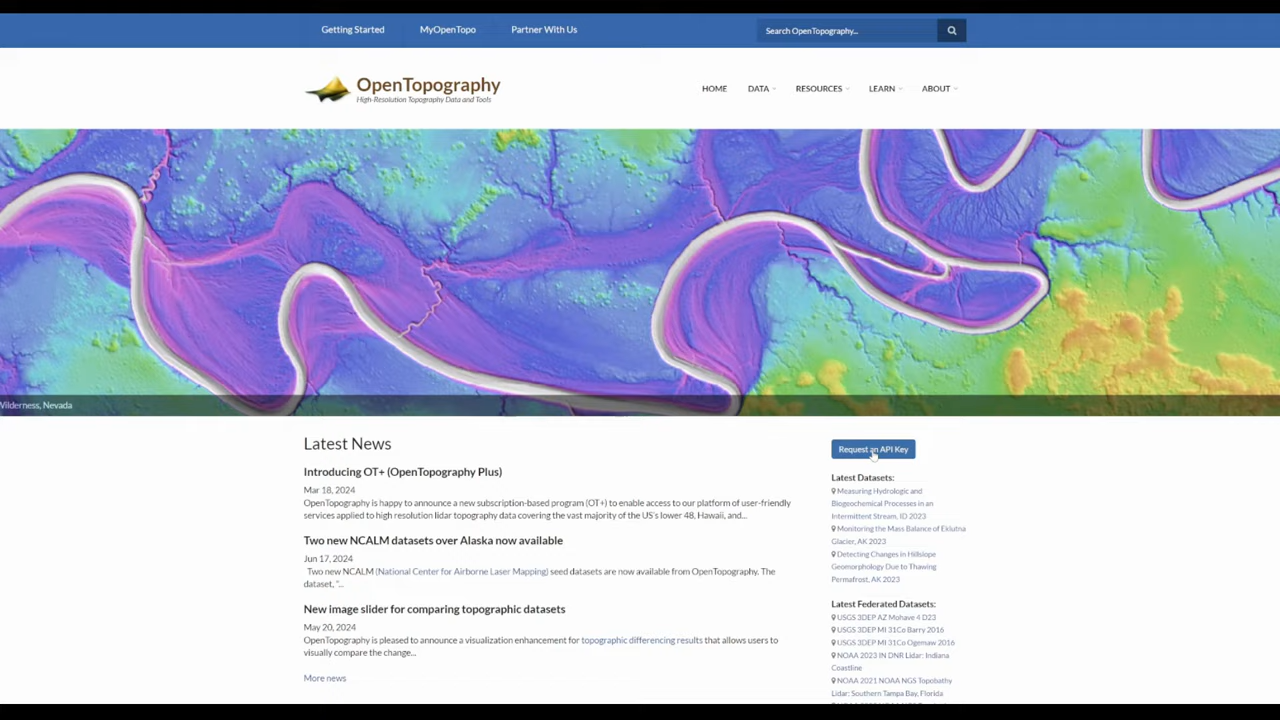 Getting Started MyOpenTopo Partner With Us Search OpenTopography...
OpenTopography
High-Resolution Topography Data and Tools
HOME DATA RESOURCES LEARN ABOUT
Wilderness, Nevada
Latest News
Introducing OT+ (OpenTopography Plus)
Mar 18, 2024
OpenTopography is happy to announce a new subscription-based program (OT+) to enable access to our platform of user-friendly
services applied to high resolution lidar topography data covering the vast majority of the US's lower 48, Hawaii, and...
Two new NCALM datasets over Alaska now available
Jun 17, 2024
Two new NCALM (National Center for Airborne Laser Mapping) seed datasets are now available from OpenTopography. The
dataset, "...
New image slider for comparing topographic datasets
May 20, 2024
OpenTopography is pleased to announce a visualization enhancement for topographic differencing results that allows users to
visually compare the change...
More news
Request an API Key
Latest Datasets:
Measuring Hydrologic and
Biogeochemical Processes in an
Intermittent Stream, ID 2023
Monitoring the Mass Balance of Eklutna
Glacier, AK 2023
Detecting Changes in Hillslope
Geomorphology Due to Thawing
Permafrost, AK 2023
Latest Federated Datasets:
USGS 3DEP AZ Mohave 4 D23
USGS 3DEP MI 31Co Barry 2016
USGS 3DEP MI 31Co Ogemaw 2016
NOAA 2023 IN DNR Lidar: Indiana
Coastline
NOAA 2021 NOAA NGS Topobathy
Lidar: Southern Tampa Bay, Florida